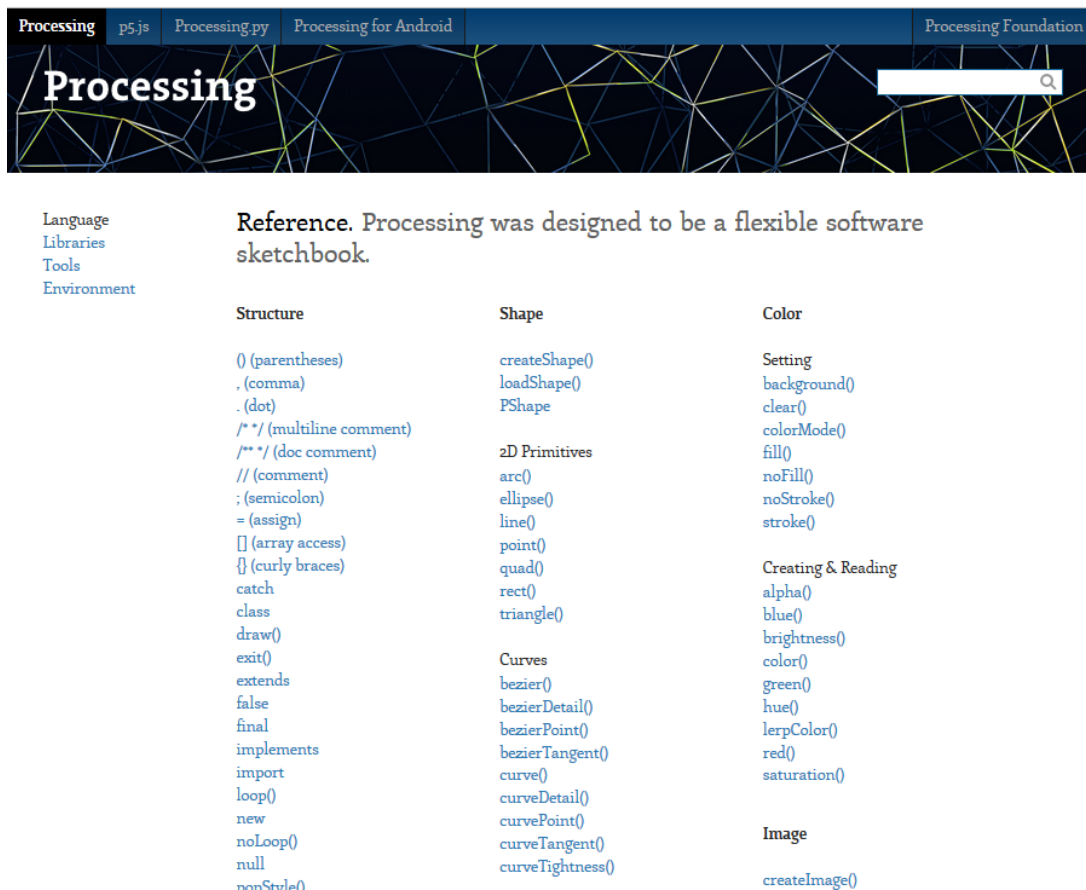 Processing
p5.js
Processing.py
Processing for Android
Processing Foundation
Processing
Language
Libraries
Tools
Environment
Reference. Processing was designed to be a flexible software
sketchbook.
Structure
() (parentheses)
, (comma)
. (dot)
/* */ (multiline comment)
/** */ (doc comment)
// (comment)
; (semicolon)
= (assign)
[] (array access)
{} (curly braces)
catch
class
draw()
exit()
extends
false
final
implements
import
loop()
new
noLoop()
null
popStyle()
Shape
createShape()
loadShape()
PShape
2D Primitives
arc()
ellipse()
line()
point()
quad()
rect()
triangle()
Curves
bezier()
bezierDetail()
bezierPoint()
bezierTangent()
curve()
curveDetail()
curvePoint()
curveTangent()
curveTightness()
Color
Setting
background()
clear()
colorMode()
fill()
noFill()
noStroke()
stroke()
Creating & Reading
alpha()
blue()
brightness()
color()
green()
hue()
lerpColor()
red()
saturation()
Image
createImage()